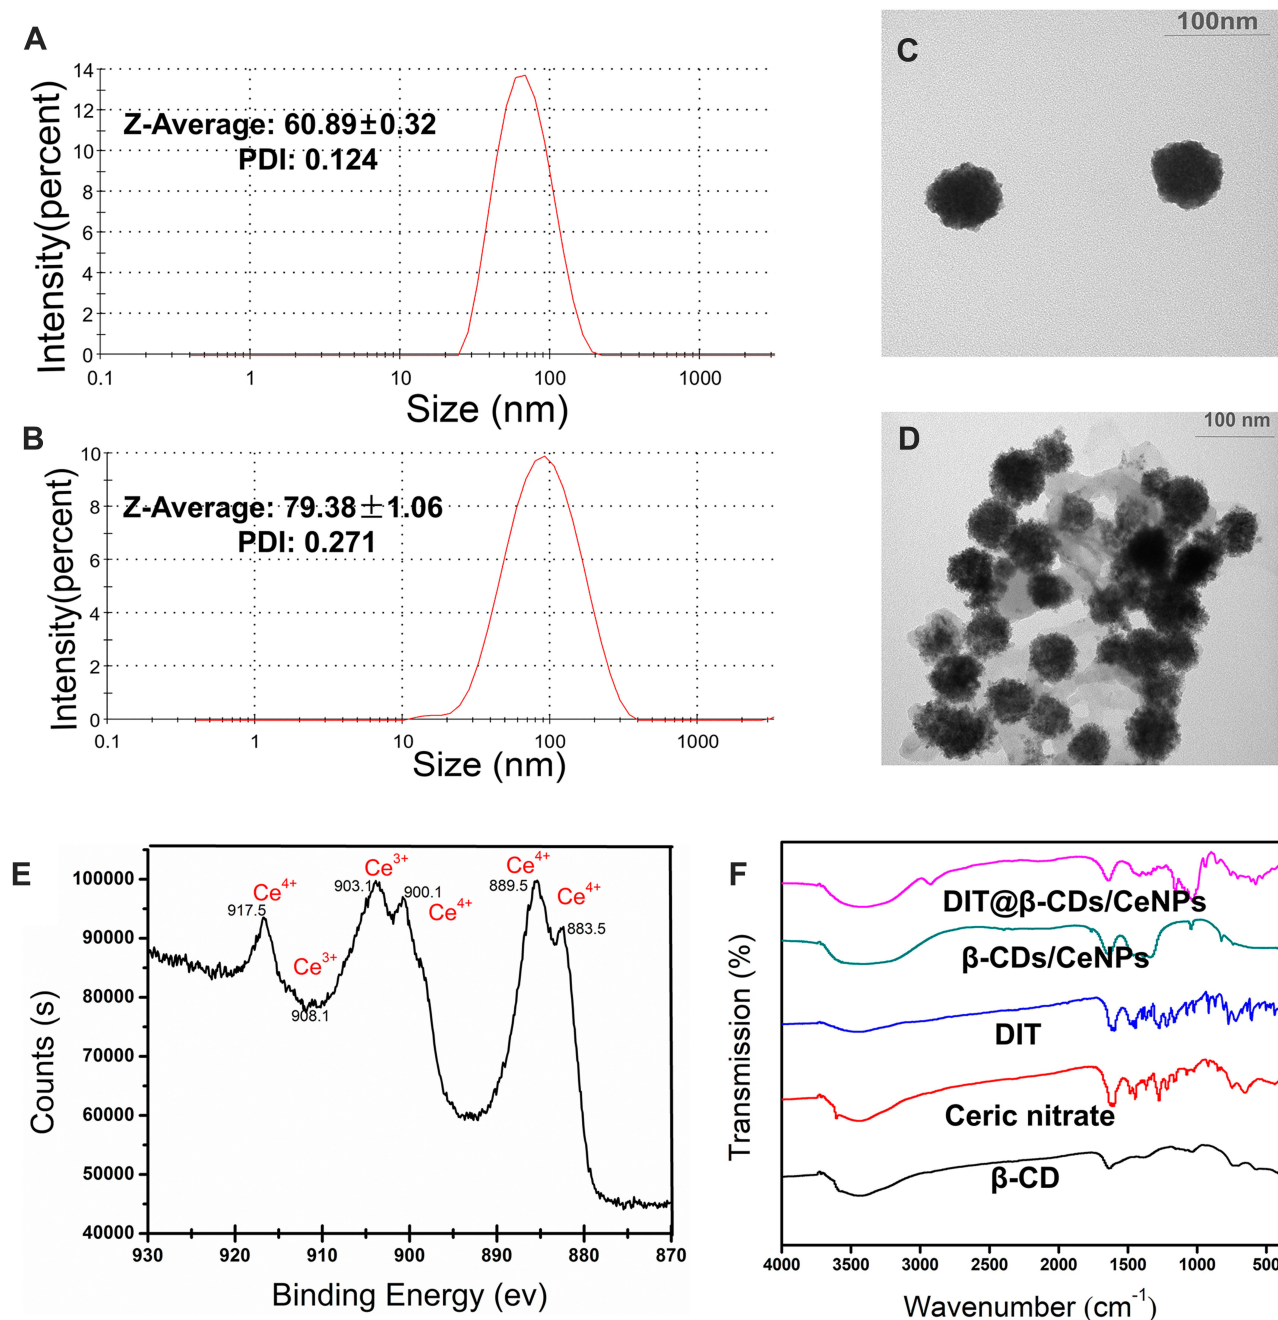 A
Intensity(percent)
14
12
10
8
6
4
2
0
Z-Average: 60.89±0.32
PDI: 0.124
0.1 1 10 100 1000
Size (nm)
B
Intensity(percent)
10
8
6
4
2
0
Z-Average: 79.38±1.06
PDI: 0.271
0.1 1 10 100 1000
Size (nm)
C
100nm
D
100 nm
E
Counts (s)
100000
90000
80000
70000
60000
50000
40000
Ce4+
917.5
Ce3+
908.1
Ce3+
903.1
900.1
Ce4+
Ce4+
889.5
Ce4+
883.5
930 920 910 900 890 880 870
Binding Energy (ev)
F
Transmission (%)
DIT@β-CDs/CeNPs
β-CDs/CeNPs
DIT
Ceric nitrate
β-CD
4000 3500 3000 2500 2000 1500 1000 500
Wavenumber (cm-1)